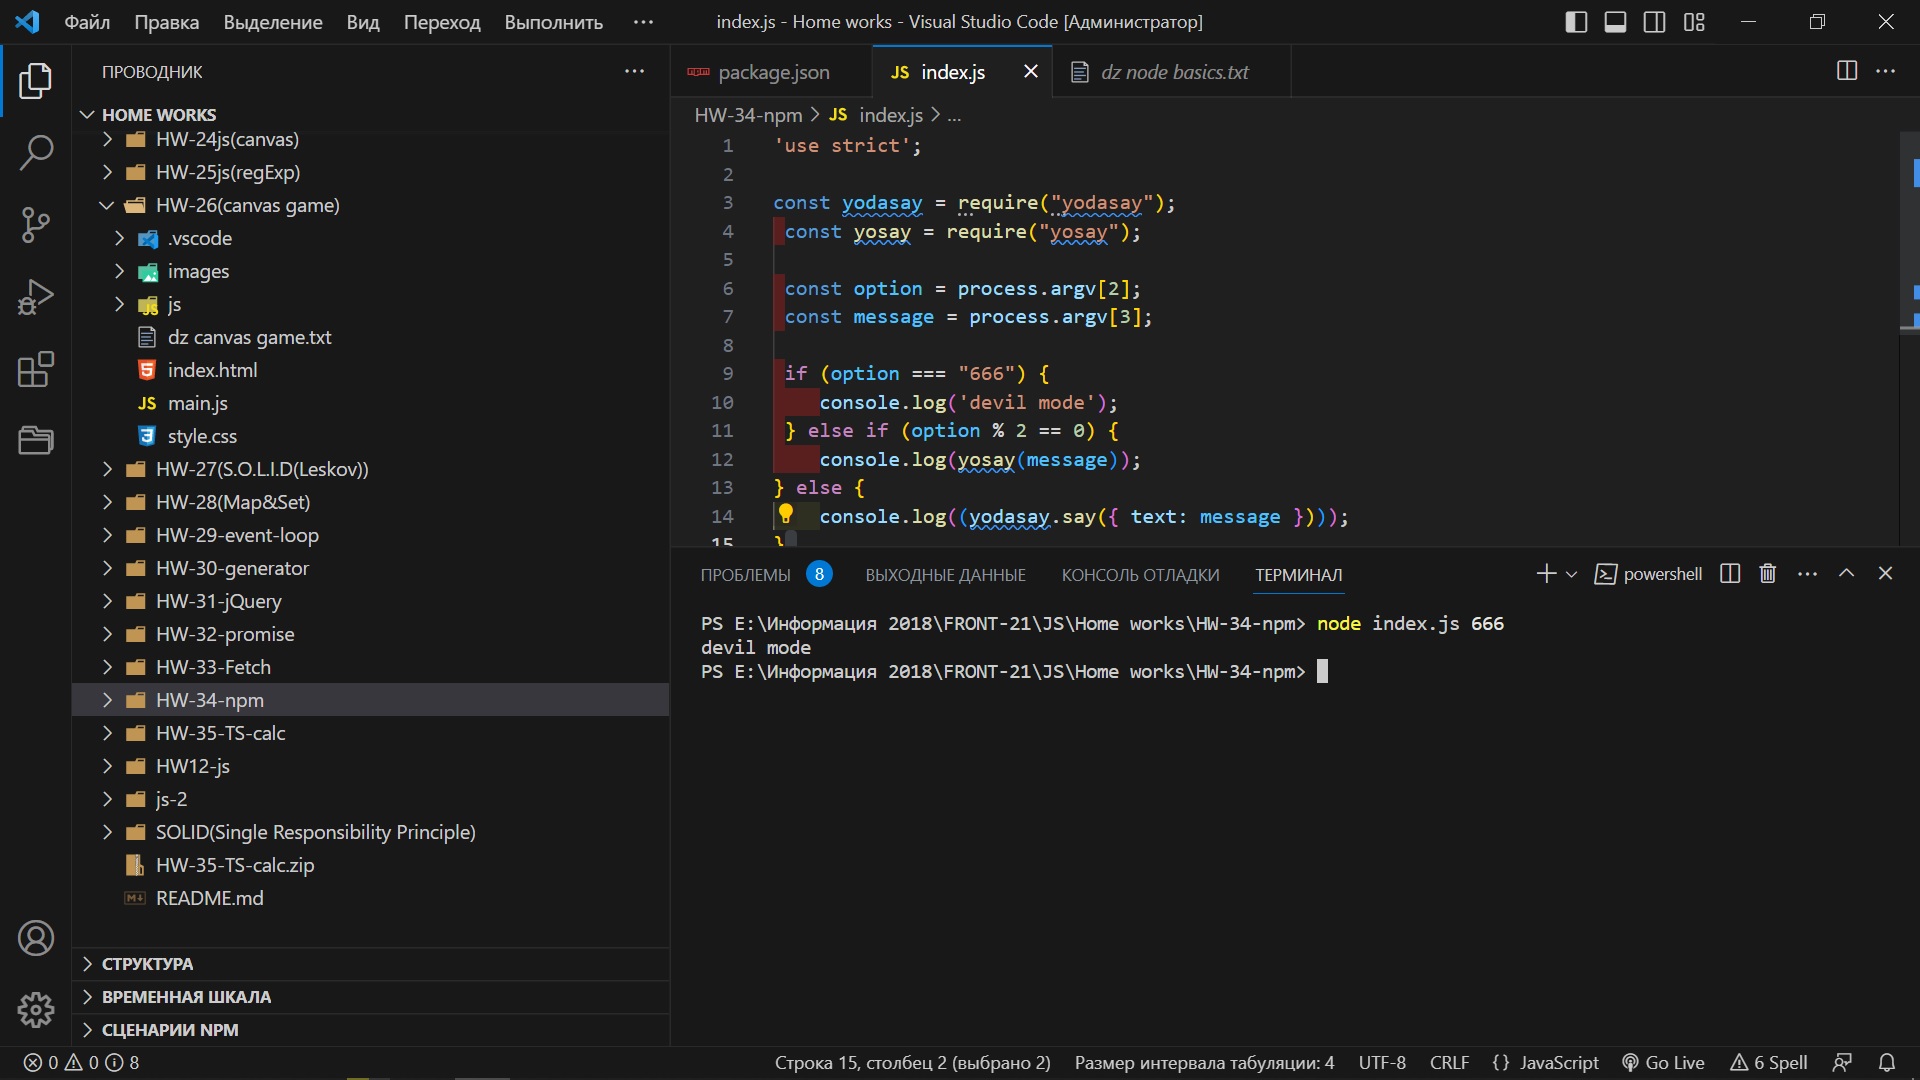 Файл Правка Выделение Вид Переход Выполнить ··· index.js - Home works - Visual Studio Code [Администратор]
ПРОВОДНИК ···
HOME WORKS
HW-24js(canvas)
HW-25js(regExp)
HW-26(canvas game)
.vscode
images
js
dz canvas game.txt
index.html
JS main.js
style.css
HW-27(S.O.L.I.D(Leskov))
HW-28(Map&Set)
HW-29-event-loop
HW-30-generator
HW-31-jQuery
HW-32-promise
HW-33-Fetch
HW-34-npm
HW-35-TS-calc
HW12-js
js-2
SOLID(Single Responsibility Principle)
HW-35-TS-calc.zip
README.md
СТРУКТУРА
ВРЕМЕННАЯ ШКАЛА
СЦЕНАРИИ NPM
package.json JS index.js dz node basics.txt ···
HW-34-npm > JS index.js > ...
1 'use strict';
2
3 const yodasay = require("yodasay");
4 const yosay = require("yosay");
5
6 const option = process.argv[2];
7 const message = process.argv[3];
8
9 if (option === "666") {
10 console.log('devil mode');
11 } else if (option % 2 == 0) {
12 console.log(yosay(message));
13 } else {
14 console.log((yodasay.say({ text: message })));
15 }
ПРОБЛЕМЫ 8 ВЫХОДНЫЕ ДАННЫЕ КОНСОЛЬ ОТЛАДКИ ТЕРМИНАЛ powershell ···
PS E:\Информация 2018\FRONT-21\JS\Home works\HW-34-npm> node index.js 666
devil mode
PS E:\Информация 2018\FRONT-21\JS\Home works\HW-34-npm>
0 0 8 Строка 15, столбец 2 (выбрано 2) Размер интервала табуляции: 4 UTF-8 CRLF {} JavaScript Go Live 6 Spell